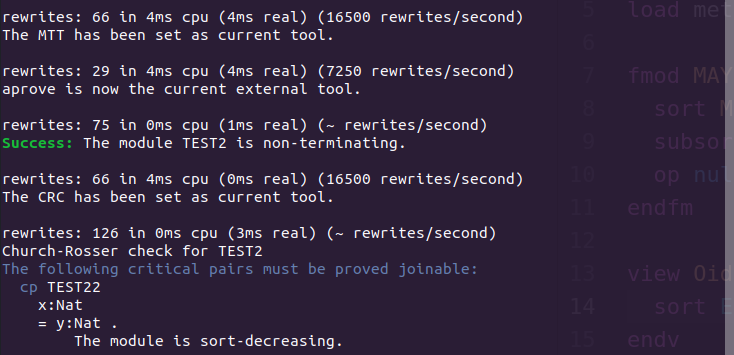 rewrites: 66 in 4ms cpu (4ms real) (16500 rewrites/second)
The MTT has been set as current tool.
rewrites: 29 in 4ms cpu (4ms real) (7250 rewrites/second)
aprove is now the current external tool.
rewrites: 75 in 0ms cpu (1ms real) (~ rewrites/second)
Success: The module TEST2 is non-terminating.
rewrites: 66 in 4ms cpu (0ms real) (16500 rewrites/second)
The CRC has been set as current tool.
rewrites: 126 in 0ms cpu (3ms real) (~ rewrites/second)
Church-Rosser check for TEST2
The following critical pairs must be proved joinable:
cp TEST22
x:Nat
= y:Nat .
The module is sort-decreasing.
5 load met
6
7 fmod MAY
8 sort M
9 subsor
10 op nul
11 endfm
12
13 view Oid
14 sort E
15 endv